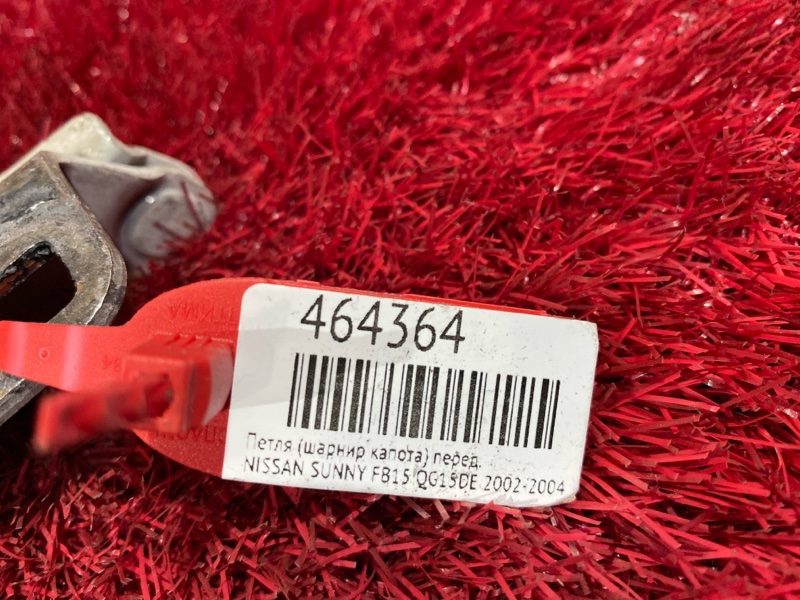 464364
Петля (шарнир капота) перед.
NISSAN SUNNY FB15 QG15DE 2002-2004